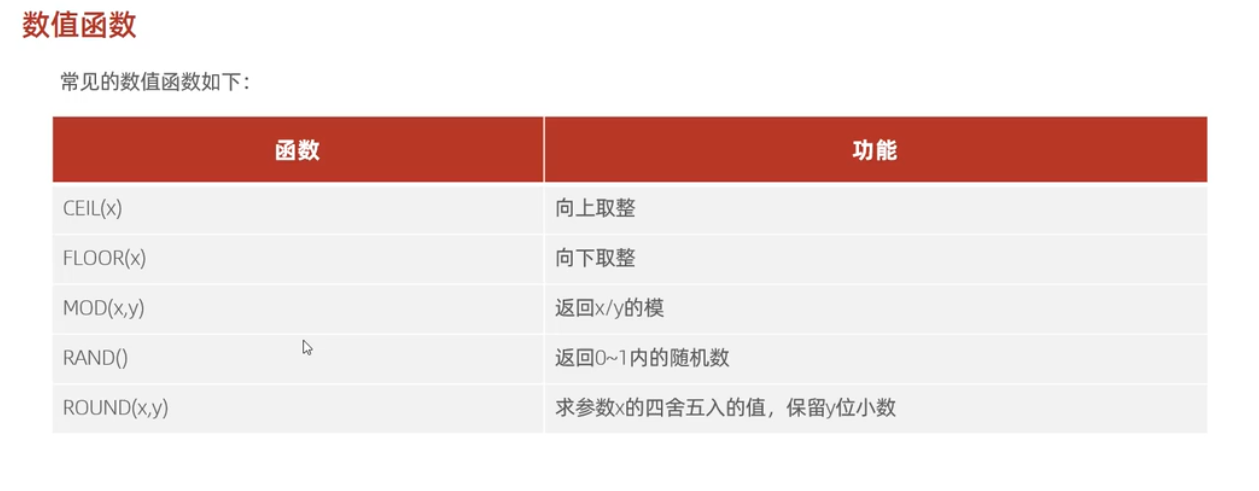 数值函数
常见的数值函数如下：
函数 功能
CEIL(x) 向上取整
FLOOR(x) 向下取整
MOD(x,y) 返回x/y的模
RAND() 返回0~1内的随机数
ROUND(x,y) 求参数x的四舍五入的值，保留y位小数